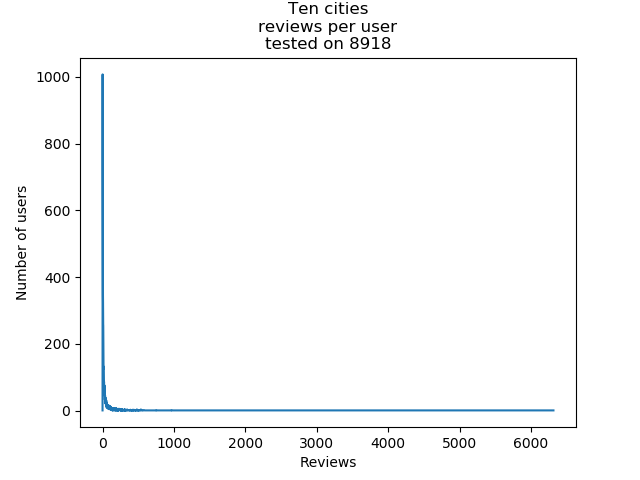 Ten cities
reviews per user
tested on 8918
1000
800
600
400
200
0
Number of users
0 1000 2000 3000 4000 5000 6000
Reviews